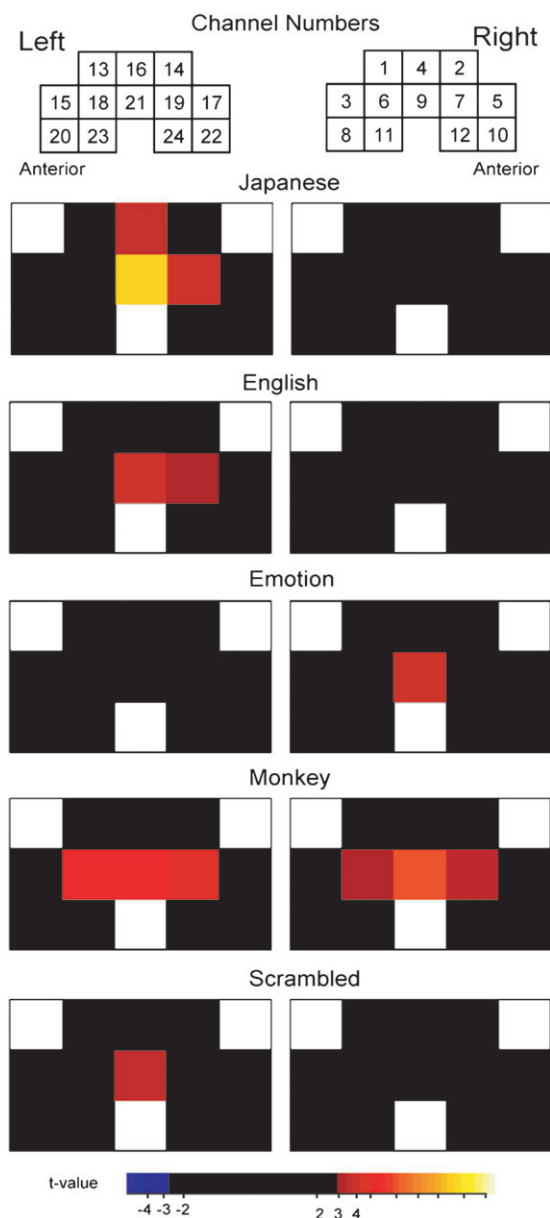 Channel Numbers
Left
Right
13 16 14
1 4 2
15 18 21 19 17
3 6 9 7 5
20 23 24 22
8 11 12 10
Anterior
Anterior
Japanese
English
Emotion
Monkey
Scrambled
t-value
-4 -3 -2 2 3 4